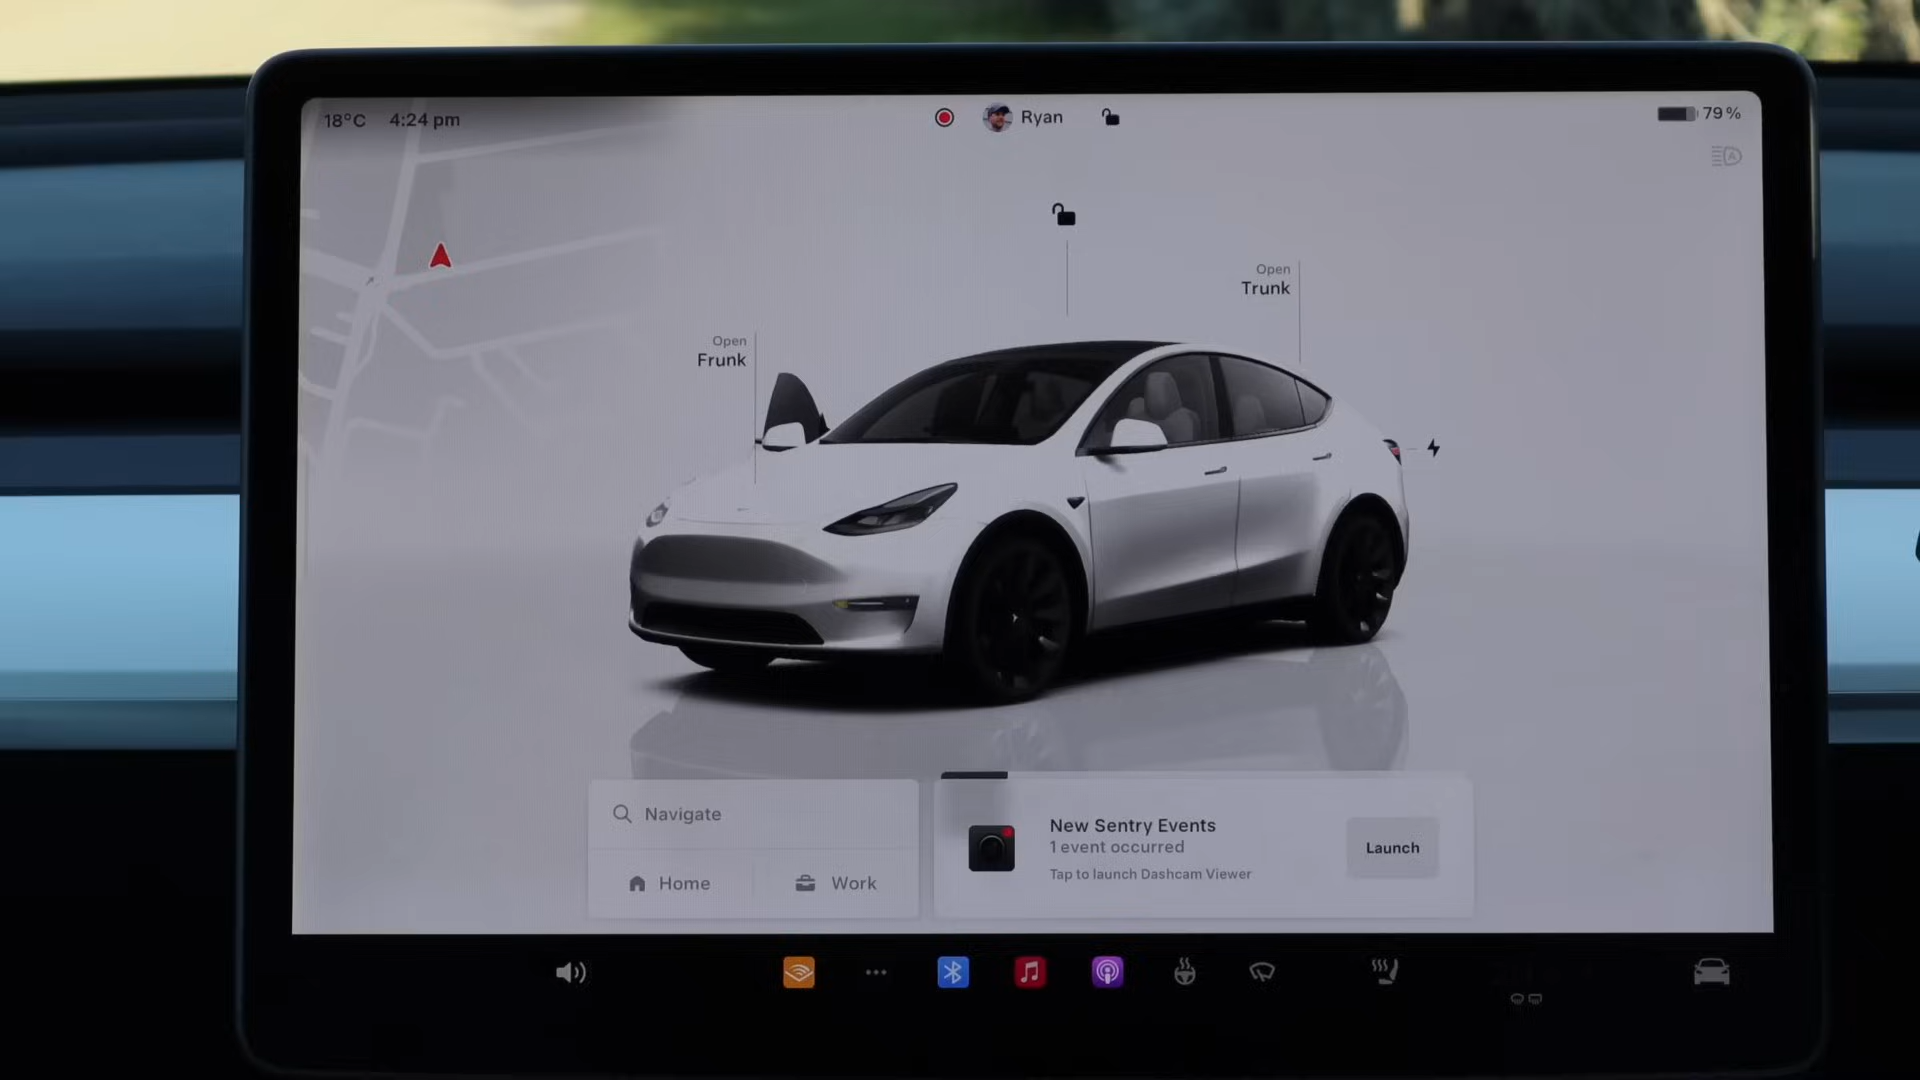 18°C 4:24 pm
Ryan
79%
Open
Trunk
Open
Frunk
Navigate
Home
Work
New Sentry Events
1 event occurred
Tap to launch Dashcam Viewer
Launch